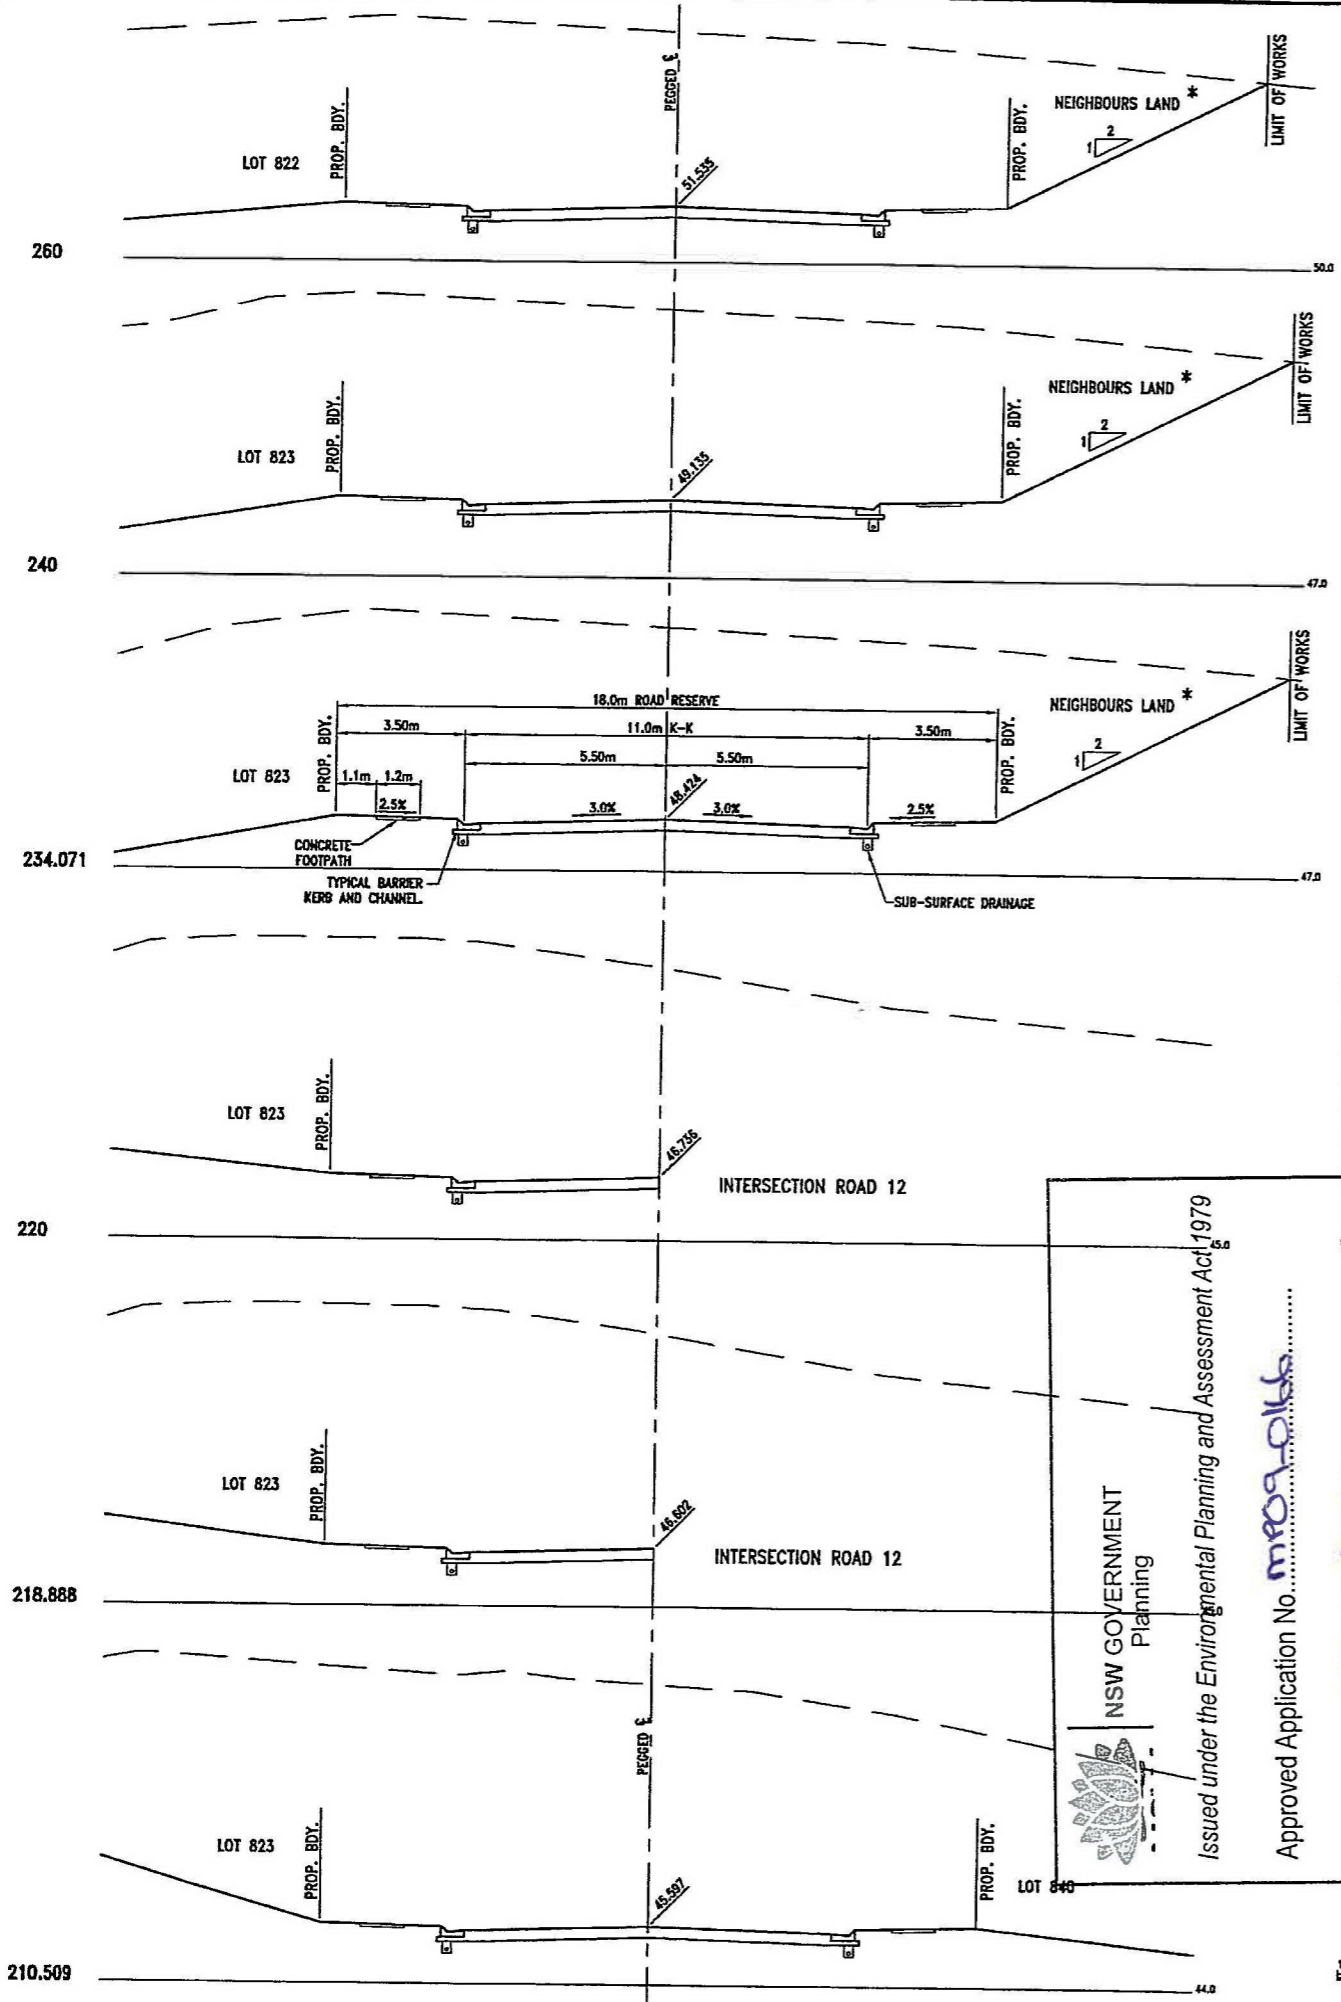 PEGGED ℄
LIMIT OF WORKS
NEIGHBOURS LAND *
PROP. BDY.
PROP. BDY.
LOT 822
1
2
51.535
260
50.0
LIMIT OF WORKS
NEIGHBOURS LAND *
PROP. BDY.
PROP. BDY.
LOT 823
1
2
49.135
240
47.0
LIMIT OF WORKS
18.0m ROAD RESERVE
NEIGHBOURS LAND *
3.50m
11.0m K-K
3.50m
PROP. BDY.
PROP. BDY.
5.50m
5.50m
1
2
LOT 823
1.1m
1.2m
48.424
2.5%
3.0%
3.0%
2.5%
CONCRETE
FOOTPATH
234.071
TYPICAL BARRIER
KERB AND CHANNEL.
47.0
SUB-SURFACE DRAINAGE
PROP. BDY.
LOT 823
46.736
INTERSECTION ROAD 12
220
45.0
PROP. BDY.
LOT 823
46.602
INTERSECTION ROAD 12
218.888
PEGGED ℄
PROP. BDY.
PROP. BDY.
LOT 823
45.597
LOT 840
210.509
44.0
NSW GOVERNMENT
Planning
Issued under the Environmental Planning and Assessment Act 1979
Approved Application No. MP09_0166